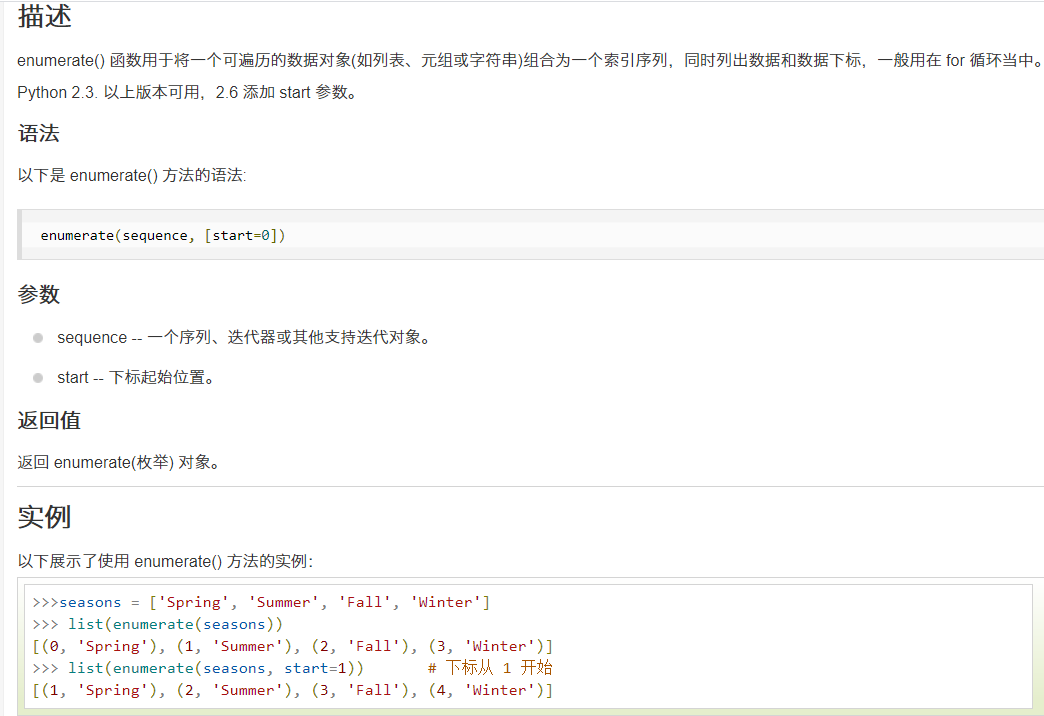 描述
enumerate() 函数用于将一个可遍历的数据对象(如列表、元组或字符串)组合为一个索引序列，同时列出数据和数据下标，一般用在 for 循环当中。
Python 2.3. 以上版本可用，2.6 添加 start 参数。
语法
以下是 enumerate() 方法的语法:
enumerate(sequence, [start=0])
参数
sequence -- 一个序列、迭代器或其他支持迭代对象。
start -- 下标起始位置。
返回值
返回 enumerate(枚举) 对象。
实例
以下展示了使用 enumerate() 方法的实例：
>>>seasons = ['Spring', 'Summer', 'Fall', 'Winter']
>>> list(enumerate(seasons))
[(0, 'Spring'), (1, 'Summer'), (2, 'Fall'), (3, 'Winter')]
>>> list(enumerate(seasons, start=1))       # 下标从 1 开始
[(1, 'Spring'), (2, 'Summer'), (3, 'Fall'), (4, 'Winter')]